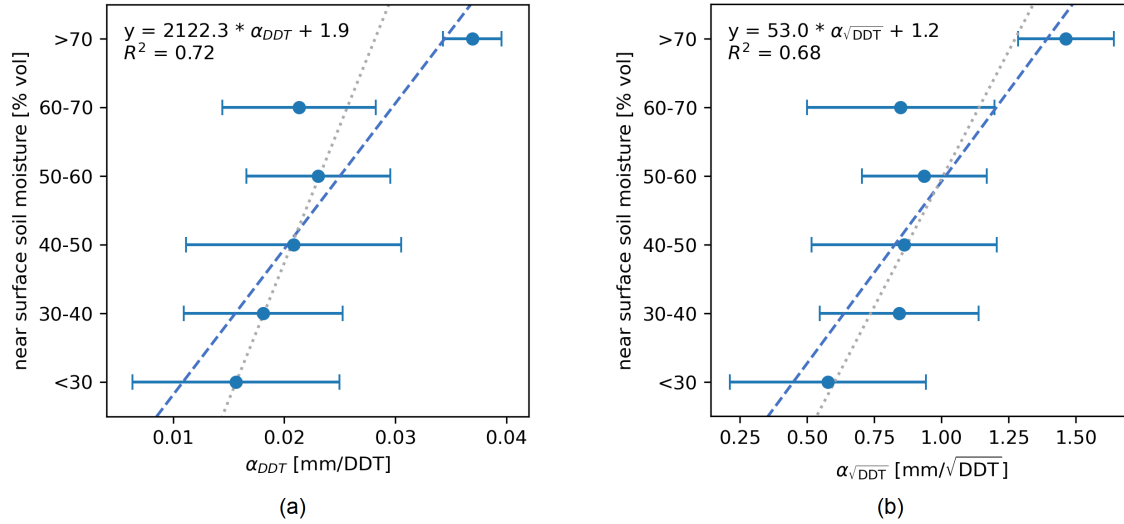 y = 2122.3 * α_DDT + 1.9
R² = 0.72
near surface soil moisture [% vol]
>70
60-70
50-60
40-50
30-40
<30
0.01 0.02 0.03 0.04
α_DDT [mm/DDT]
(a)
y = 53.0 * α_√DDT + 1.2
R² = 0.68
near surface soil moisture [% vol]
>70
60-70
50-60
40-50
30-40
<30
0.25 0.50 0.75 1.00 1.25 1.50
α_√DDT [mm/√DDT]
(b)